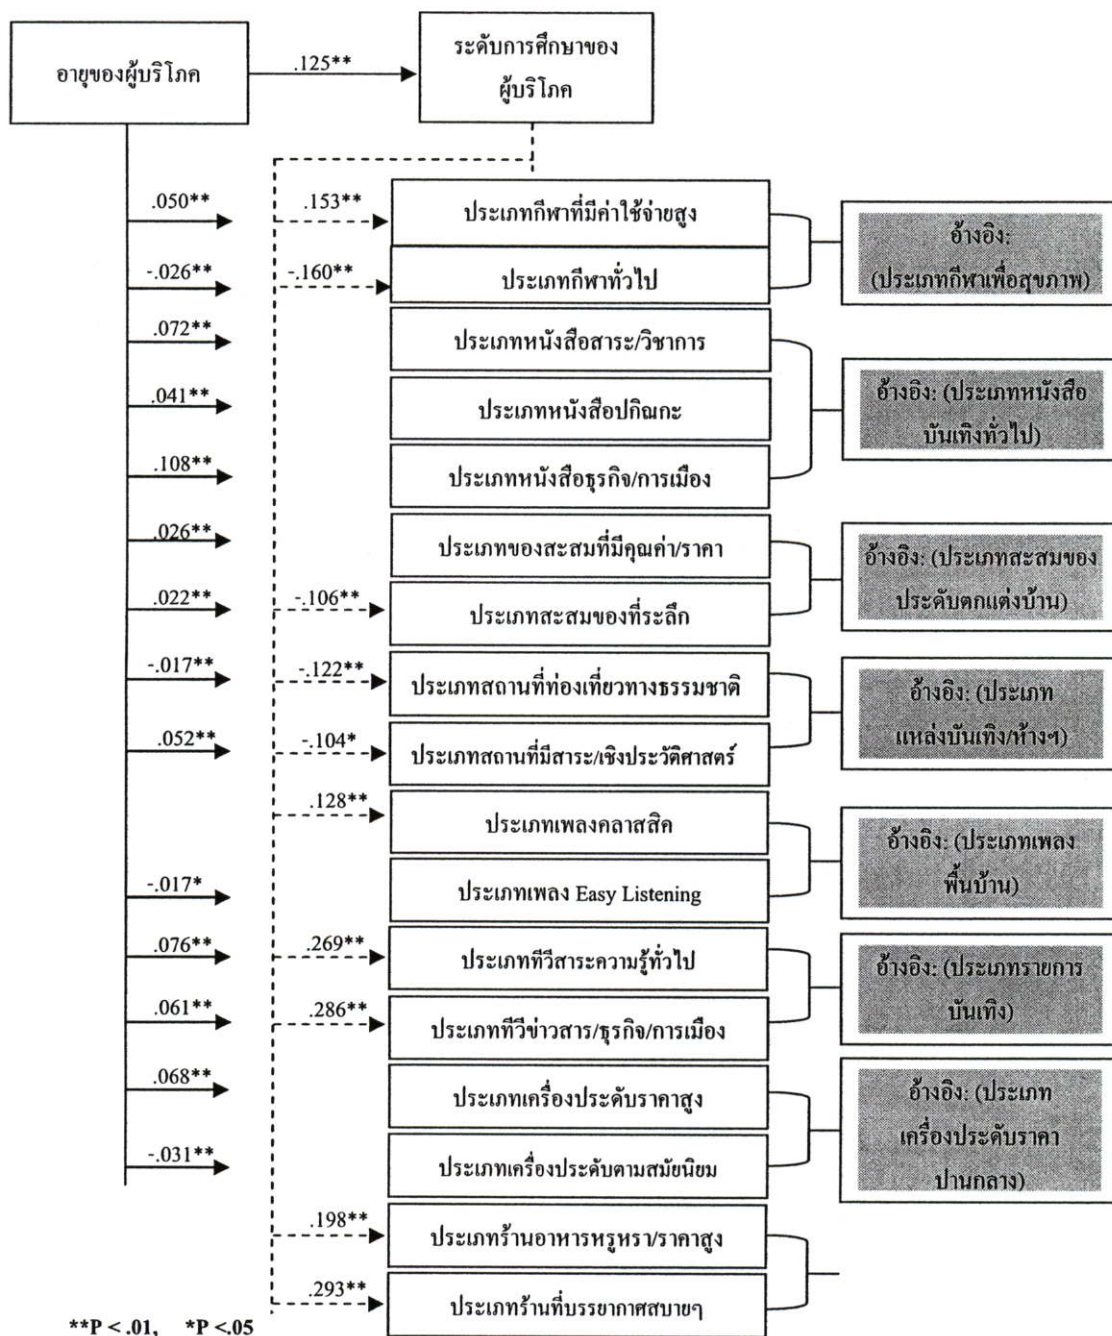 อายุของผู้บริโภค
.125**
ระดับการศึกษาของ
ผู้บริโภค
.050**
.153**
ประเภทกีฬาที่มีค่าใช้จ่ายสูง
อ้างอิง:
(ประเภทกีฬาเพื่อสุขภาพ)
-.026**
-.160**
ประเภทกีฬาทั่วไป
.072**
ประเภทหนังสือสาระ/วิชาการ
.041**
ประเภทหนังสือปกิณกะ
อ้างอิง: (ประเภทหนังสือ
บันเทิงทั่วไป)
.108**
ประเภทหนังสือธุรกิจ/การเมือง
.026**
ประเภทของสะสมที่มีคุณค่า/ราคา
อ้างอิง: (ประเภทสะสมของ
ประดับตกแต่งบ้าน)
.022**
-.106**
ประเภทสะสมของที่ระลึก
-.017**
-.122**
ประเภทสถานที่ท่องเที่ยวทางธรรมชาติ
อ้างอิง: (ประเภท
แหล่งบันเทิง/ห้างฯ)
.052**
-.104*
ประเภทสถานที่มีสาระ/เชิงประวัติศาสตร์
.128**
ประเภทเพลงคลาสสิค
อ้างอิง: (ประเภทเพลง
พื้นบ้าน)
-.017*
ประเภทเพลง Easy Listening
.076**
.269**
ประเภททีวีสาระความรู้ทั่วไป
อ้างอิง: (ประเภทรายการ
บันเทิง)
.061**
.286**
ประเภททีวีข่าวสาร/ธุรกิจ/การเมือง
.068**
ประเภทเครื่องประดับราคาสูง
อ้างอิง: (ประเภท
เครื่องประดับราคา
ปานกลาง)
-.031**
ประเภทเครื่องประดับตามสมัยนิยม
.198**
ประเภทร้านอาหารหรูหรา/ราคาสูง
.293**
ประเภทร้านที่บรรยากาศสบายๆ
**P < .01, *P <.05